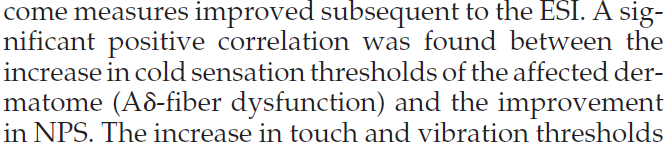 come measures improved subsequent to the ESI. A sig-
nificant positive correlation was found between the
increase in cold sensation thresholds of the affected der-
matome (Aδ-fiber dysfunction) and the improvement
in NPS. The increase in touch and vibration thresholds